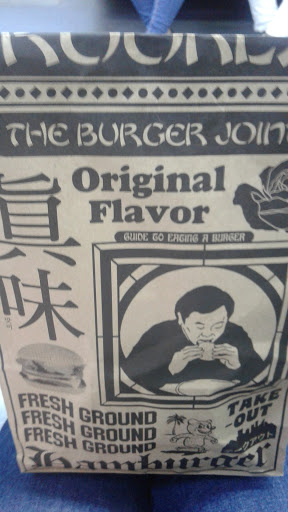 THE BURGER JOINT
Original
Flavor
GUIDE TO EATING A BURGER
眞味
FRESH GROUND
FRESH GROUND
FRESH GROUND
TAKE
-OUT
Hamburger